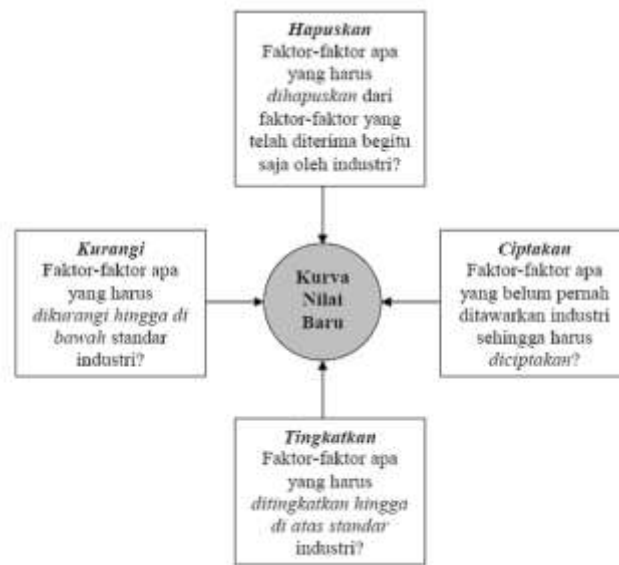 Hapuskan
Faktor-faktor apa
yang harus
dihapuskan dari
faktor-faktor yang
telah diterima begitu
saja oleh industri?
Kurangi
Faktor-faktor apa
yang harus
dikurangi hingga di
bawah standar
industri?
Kurva
Nilai
Baru
Ciptakan
Faktor-faktor apa
yang belum pernah
ditawarkan industri
sehingga harus
diciptakan?
Tingkatkan
Faktor-faktor apa
yang harus
ditingkatkan hingga
di atas standar
industri?